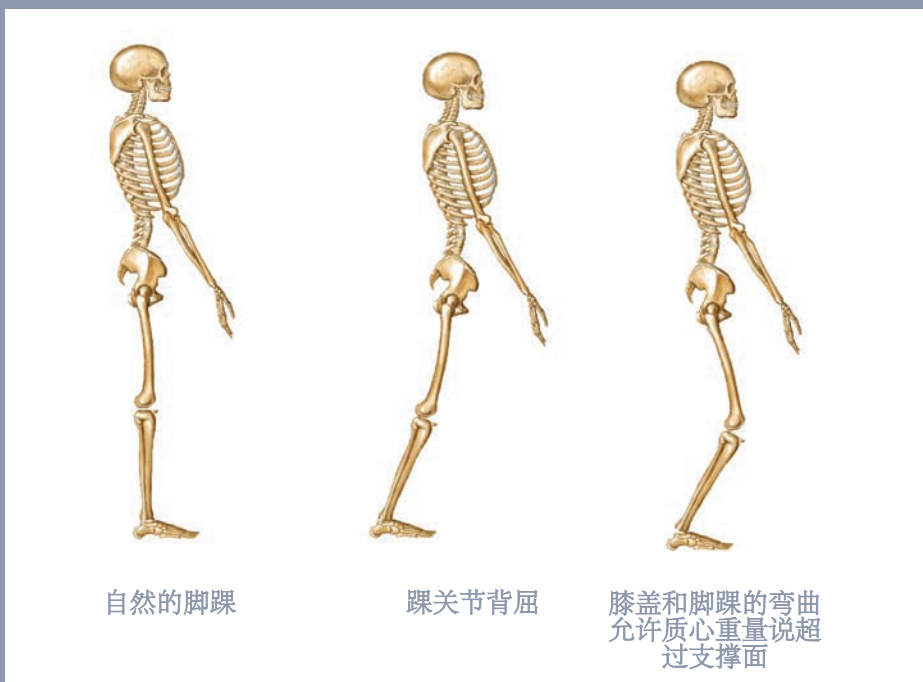 自然的脚踝
踝关节背屈
膝盖和脚踝的弯曲
允许质心重量说超
过支撑面